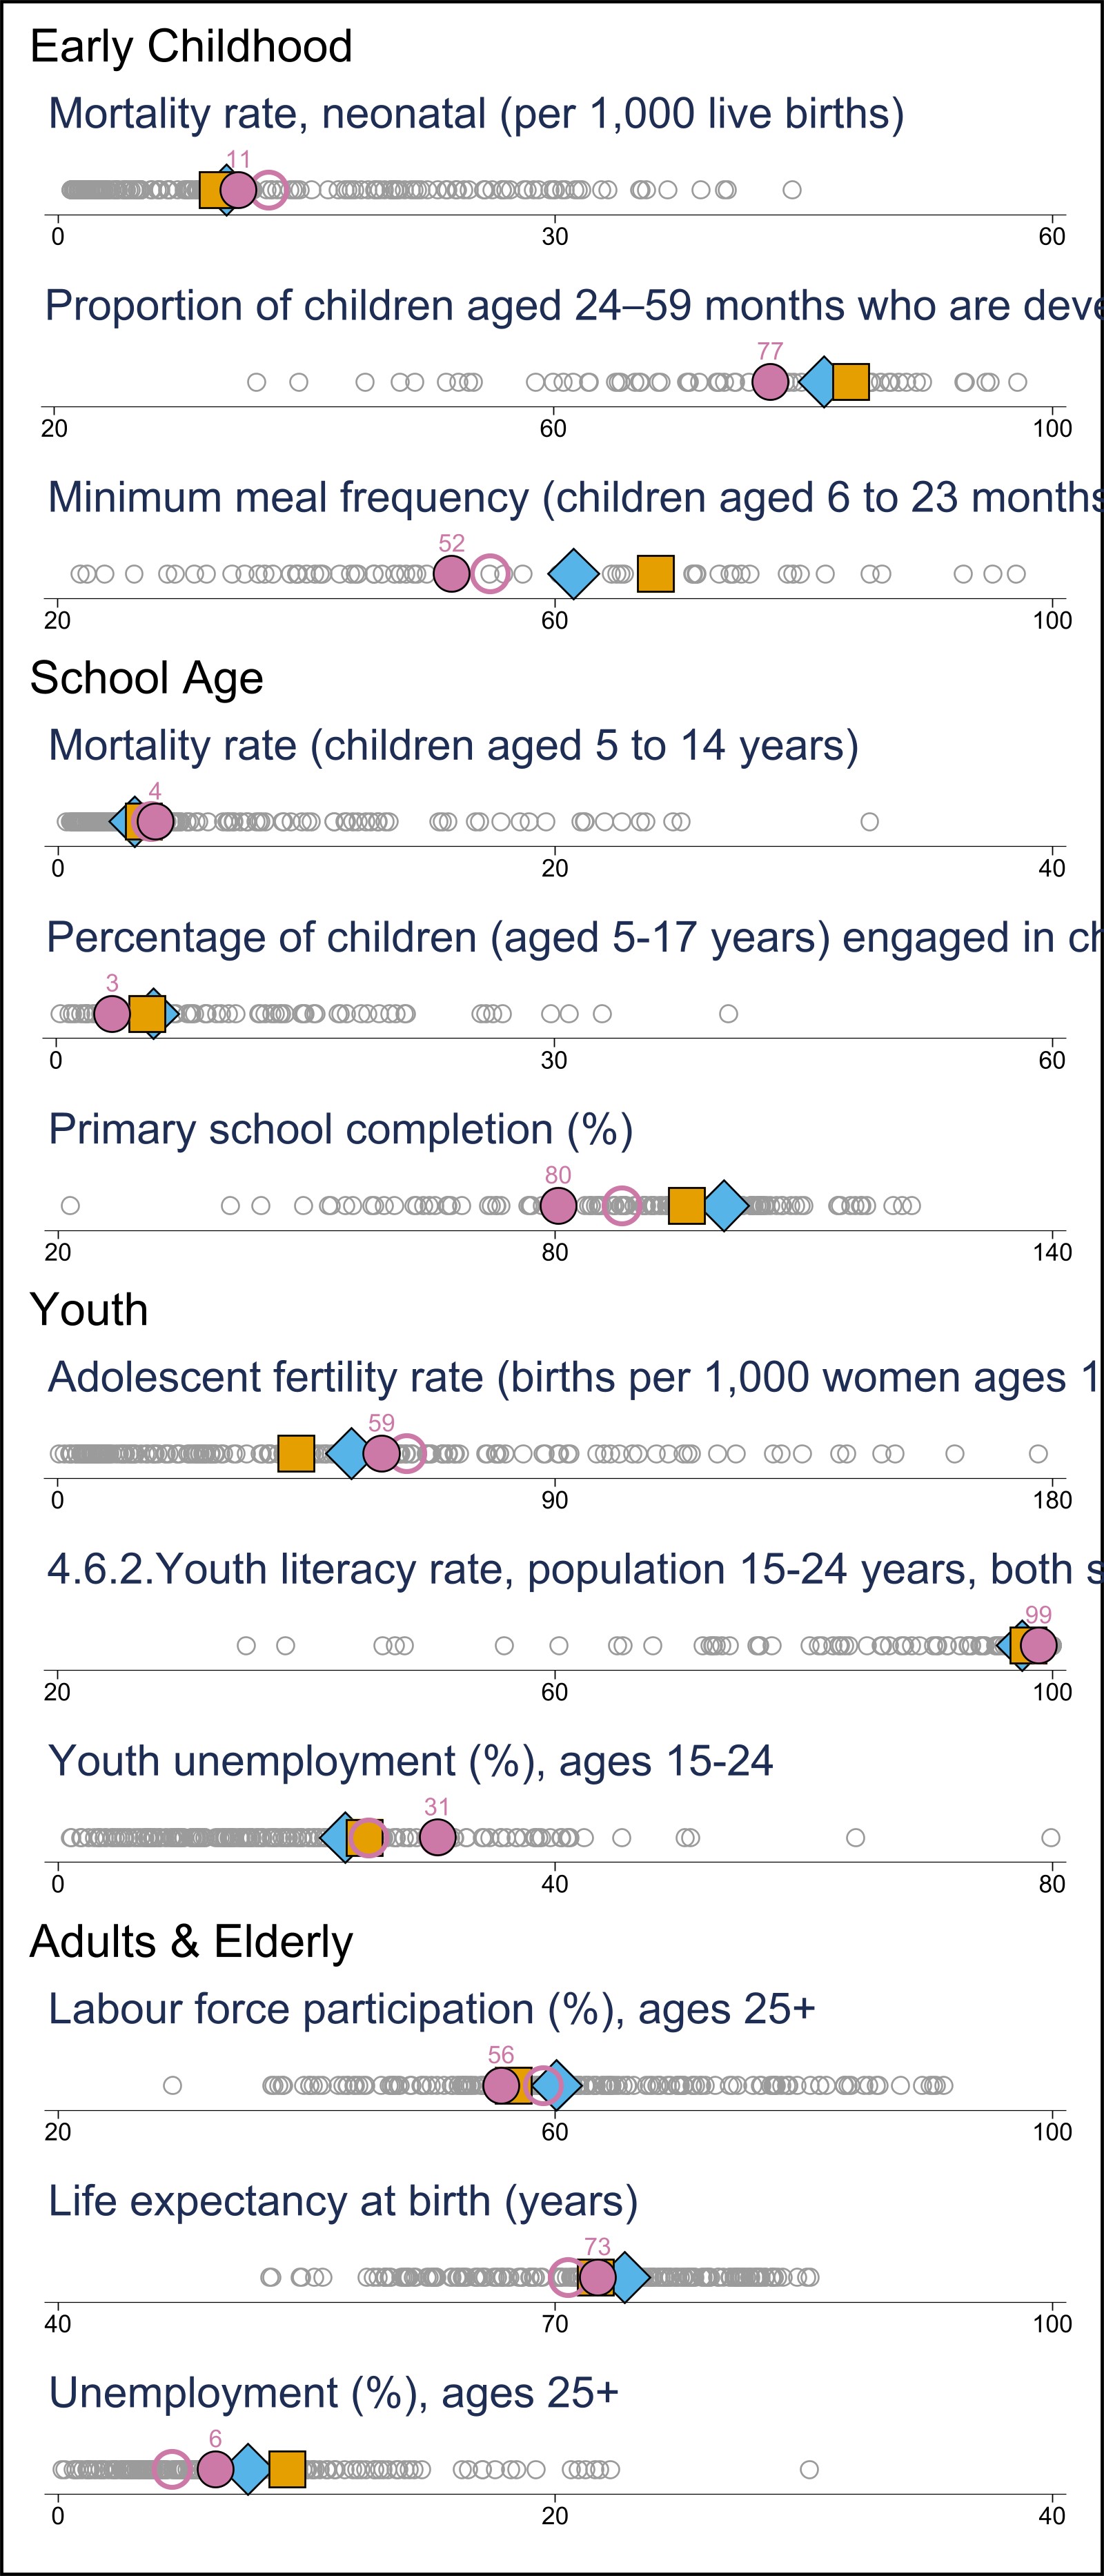 Early Childhood
Mortality rate, neonatal (per 1,000 live births)
11
0 30 60
Proportion of children aged 24–59 months who are deve
77
20 60 100
Minimum meal frequency (children aged 6 to 23 months
52
20 60 100
School Age
Mortality rate (children aged 5 to 14 years)
4
0 20 40
Percentage of children (aged 5-17 years) engaged in ch
3
0 30 60
Primary school completion (%)
80
20 80 140
Youth
Adolescent fertility rate (births per 1,000 women ages 1
59
0 90 180
4.6.2.Youth literacy rate, population 15-24 years, both s
99
20 60 100
Youth unemployment (%), ages 15-24
31
0 40 80
Adults & Elderly
Labour force participation (%), ages 25+
56
20 60 100
Life expectancy at birth (years)
73
40 70 100
Unemployment (%), ages 25+
6
0 20 40